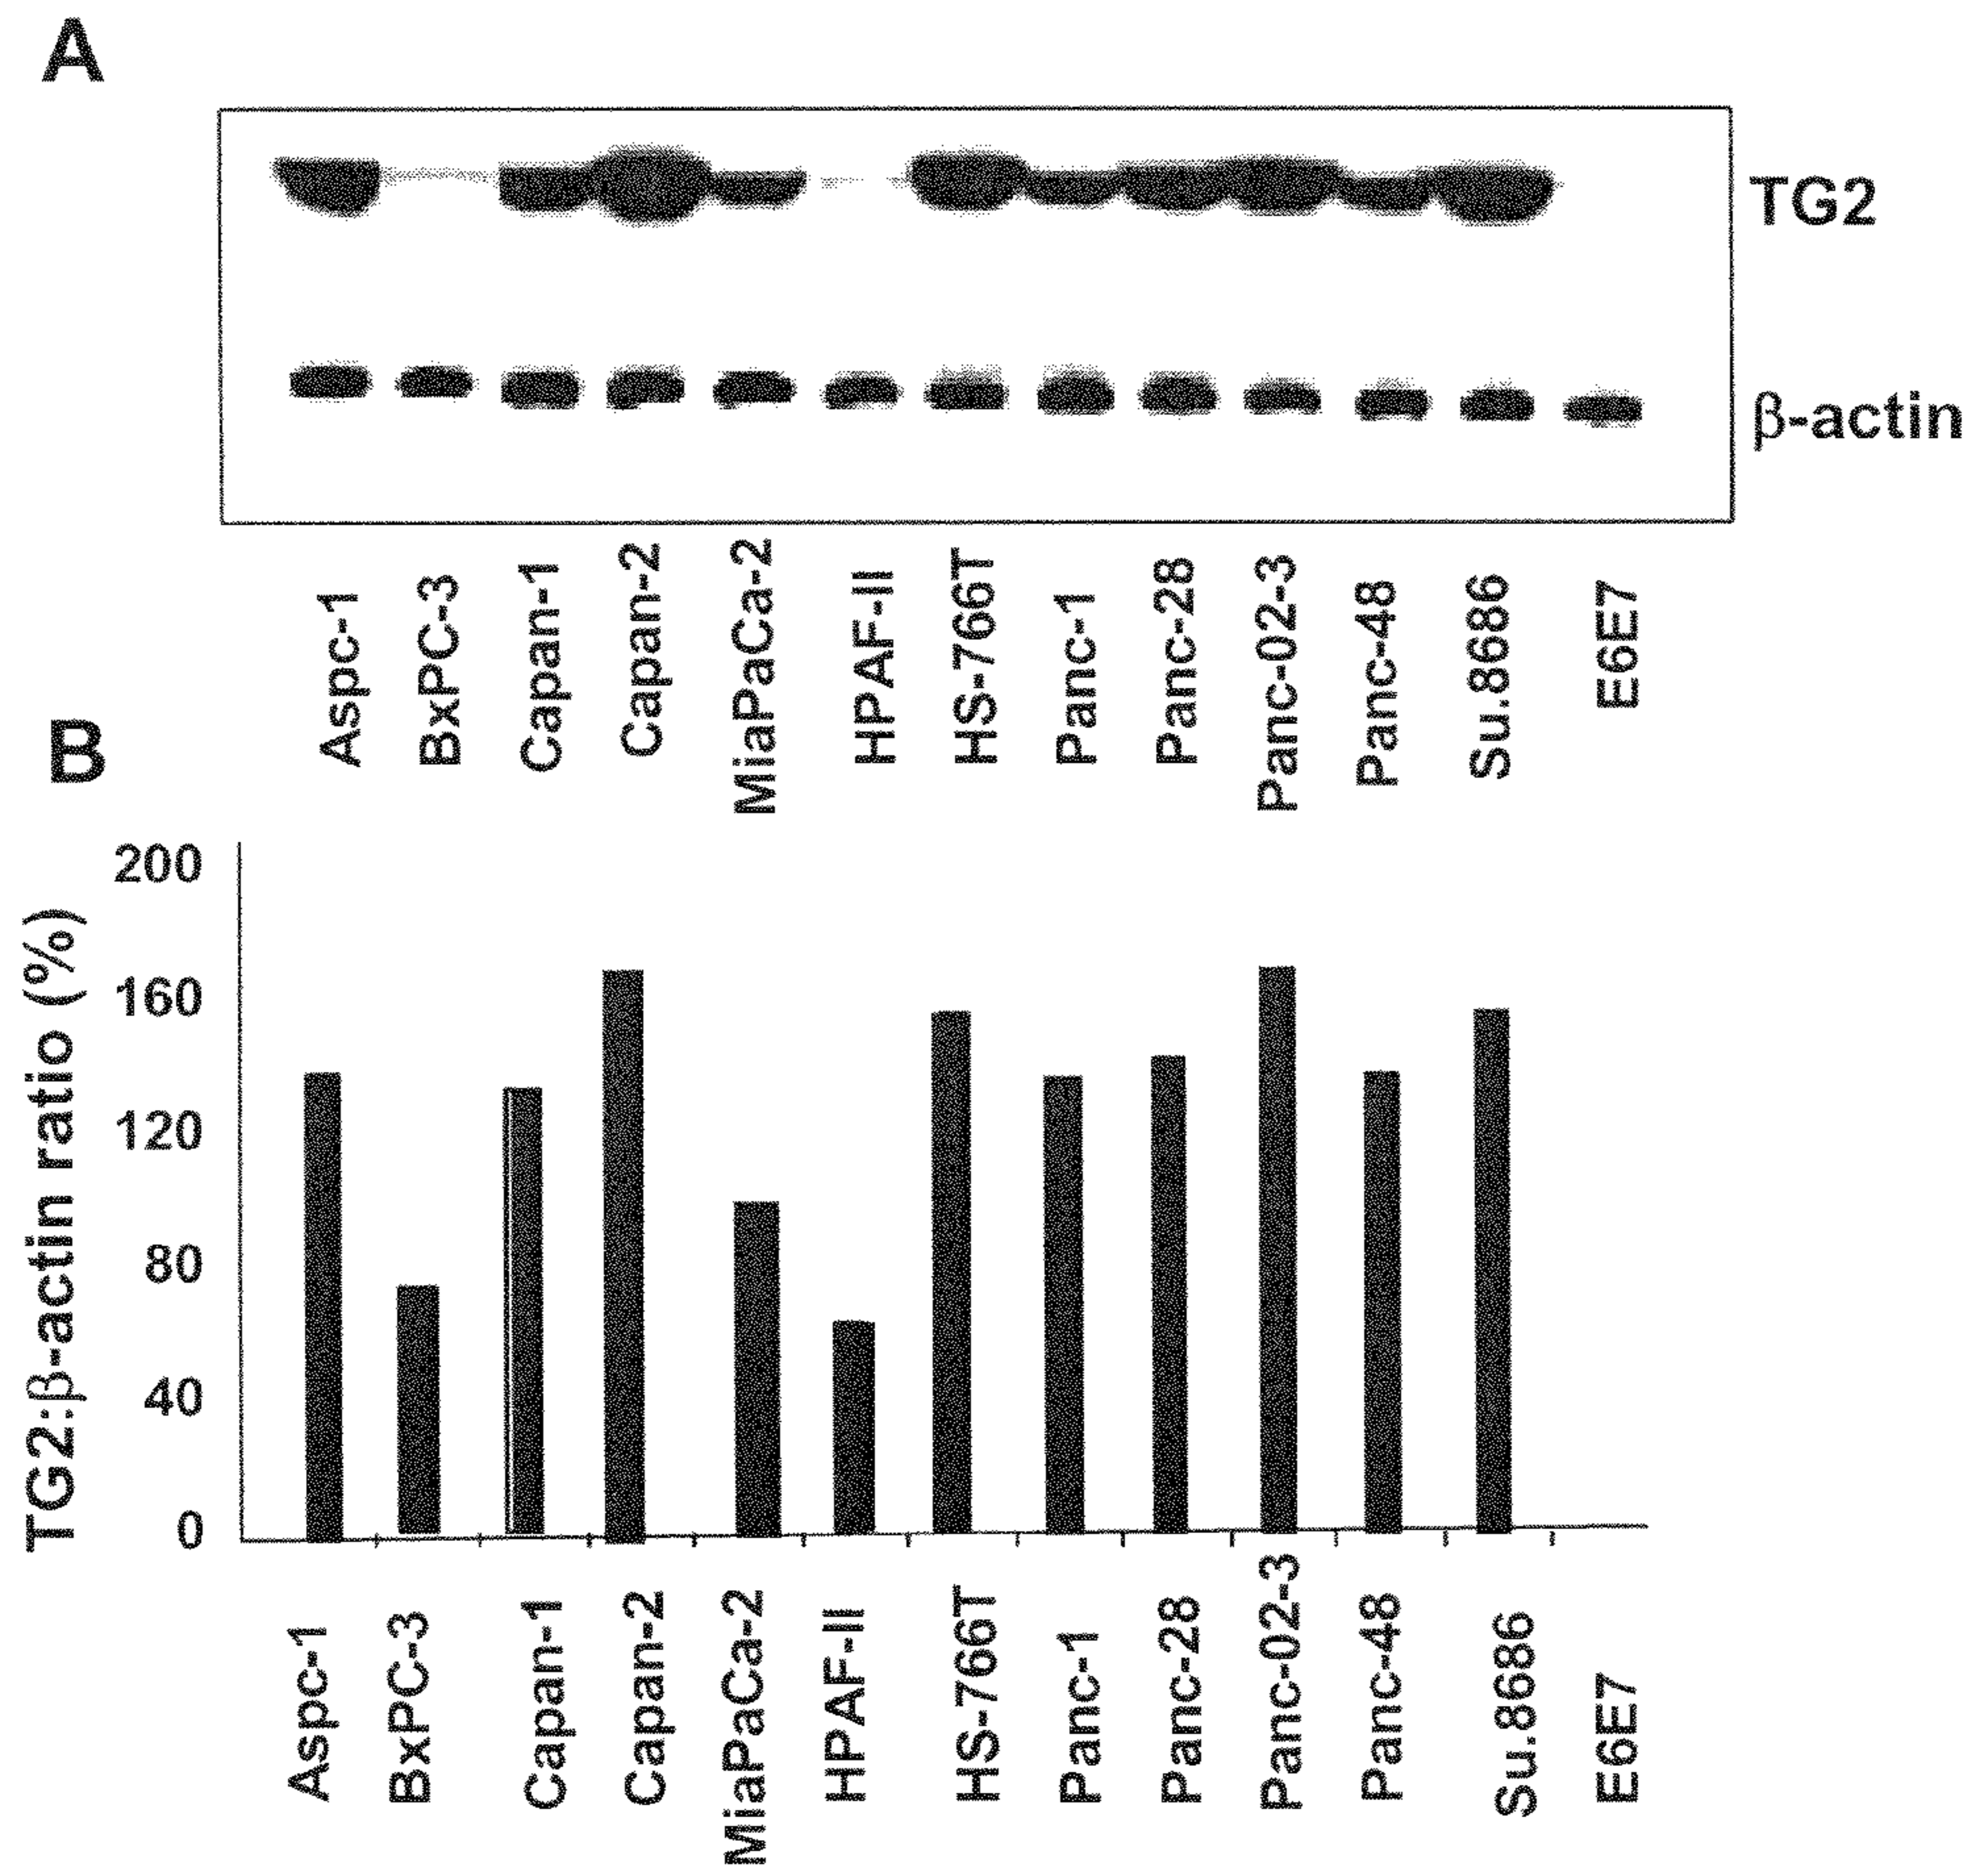 A
TG2
β-actin
Aspc-1
BxPC-3
Capan-1
Capan-2
MiaPaCa-2
HPAF-II
HS-766T
Panc-1
Panc-28
Panc-02-3
Panc-48
Su.8686
E6E7
B
TG2:β-actin ratio (%)
200
160
120
80
40
0
Aspc-1
BxPC-3
Capan-1
Capan-2
MiaPaCa-2
HPAF-II
HS-766T
Panc-1
Panc-28
Panc-02-3
Panc-48
Su.8686
E6E7